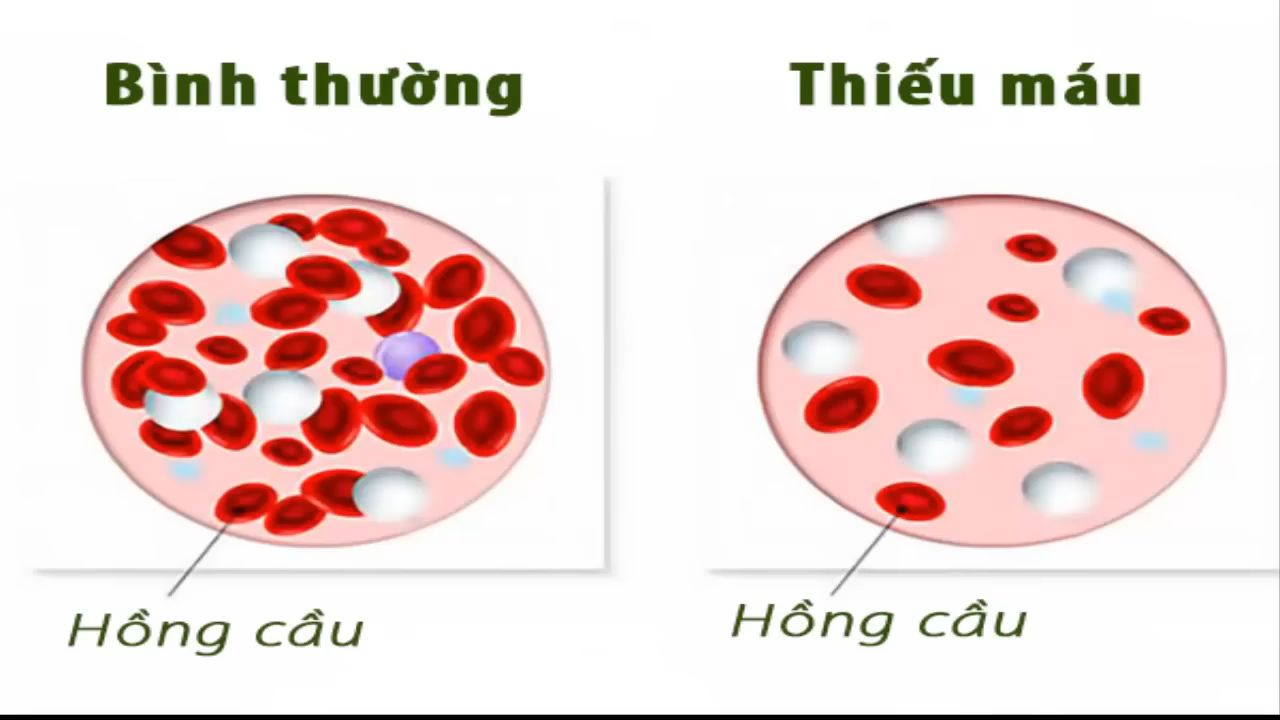 Bình thường
Thiếu máu
Hồng cầu
Hồng cầu